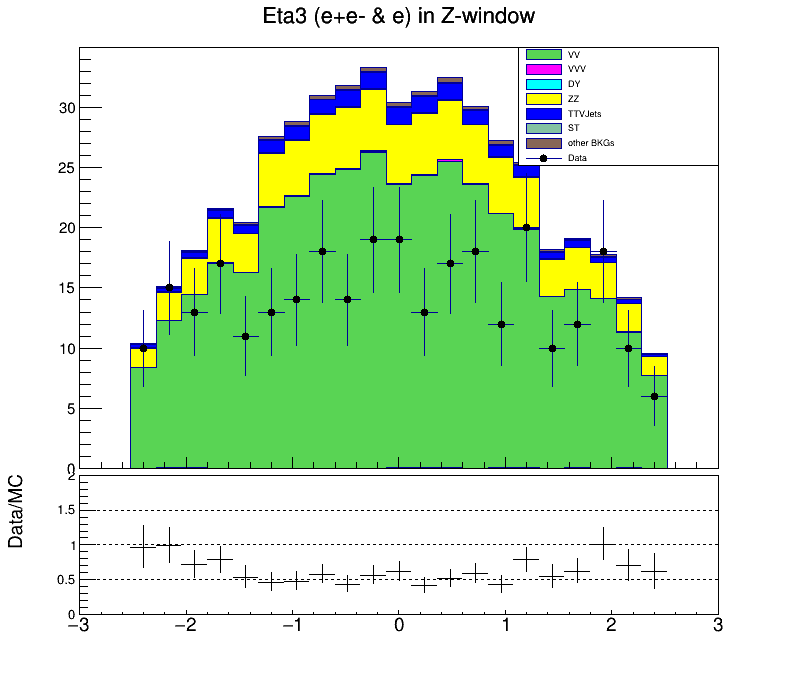 Eta3 (e+e- & e) in Z-window
VV
VVV
DY
ZZ
TTVJets
ST
other BKGs
Data
30
25
20
15
10
5
0
Data/MC
2
1.5
1
0.5
0
−3 −2 −1 0 1 2 3